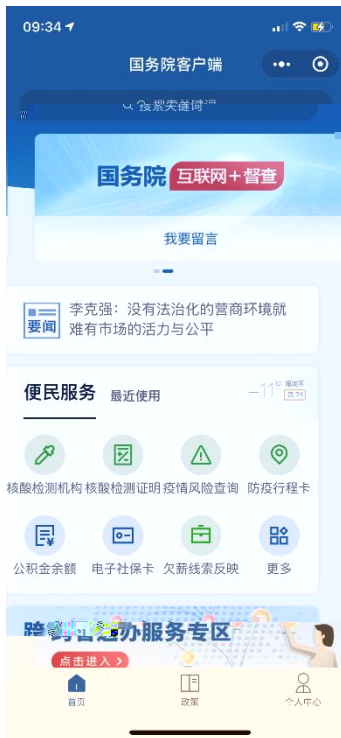 09:34
国务院客户端
国务院 互联网+督查
我要留言
要闻
李克强：没有法治化的营商环境就
难有市场的活力与公平
便民服务 最近使用
核酸检测机构 核酸检测证明 疫情风险查询 防疫行程卡
公积金余额 电子社保卡 欠薪线索反映 更多
办服务专区
点击进入
首页 政策 个人中心